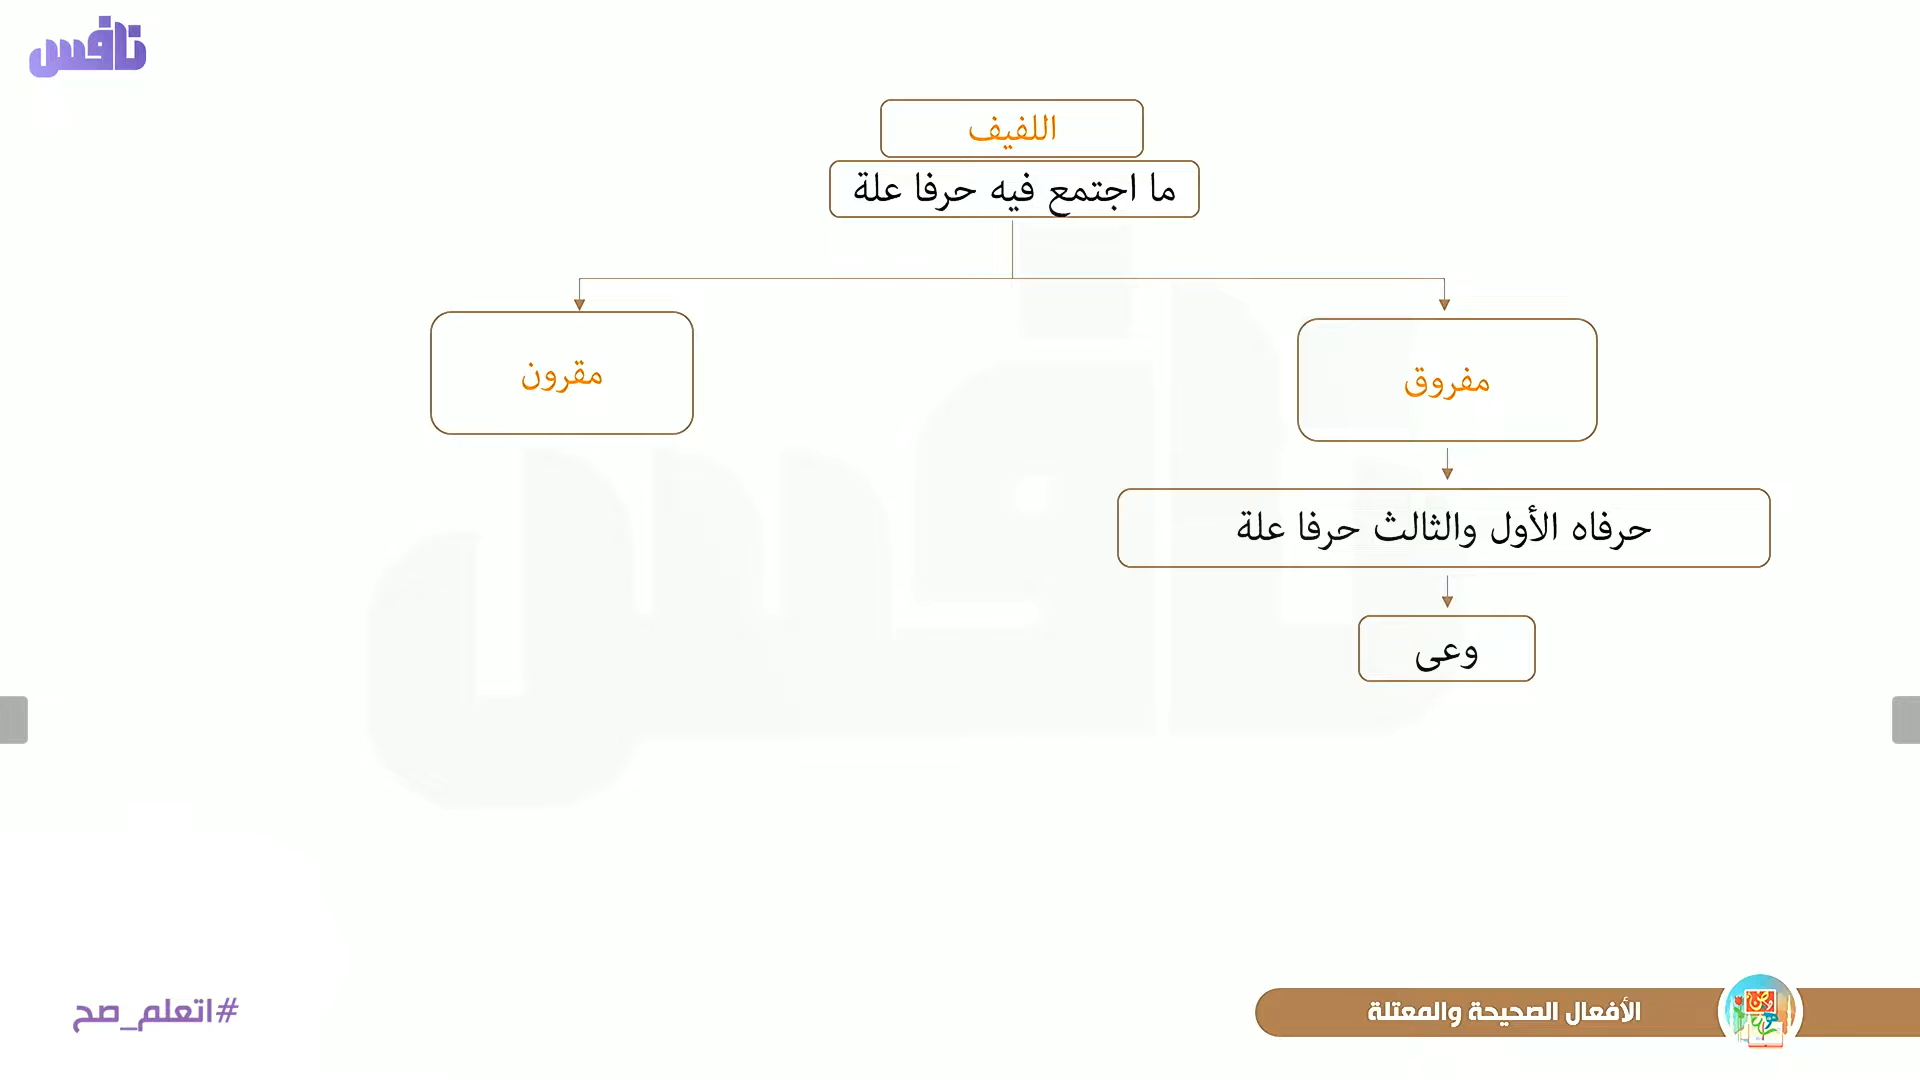 نافس
اللفيف
ما اجتمع فيه حرفا علة
مفروق
مقرون
حرفاه الأول والثالث حرفا علة
وعى
الأفعال الصحيحة والمعتلة
#اتعلم_صح